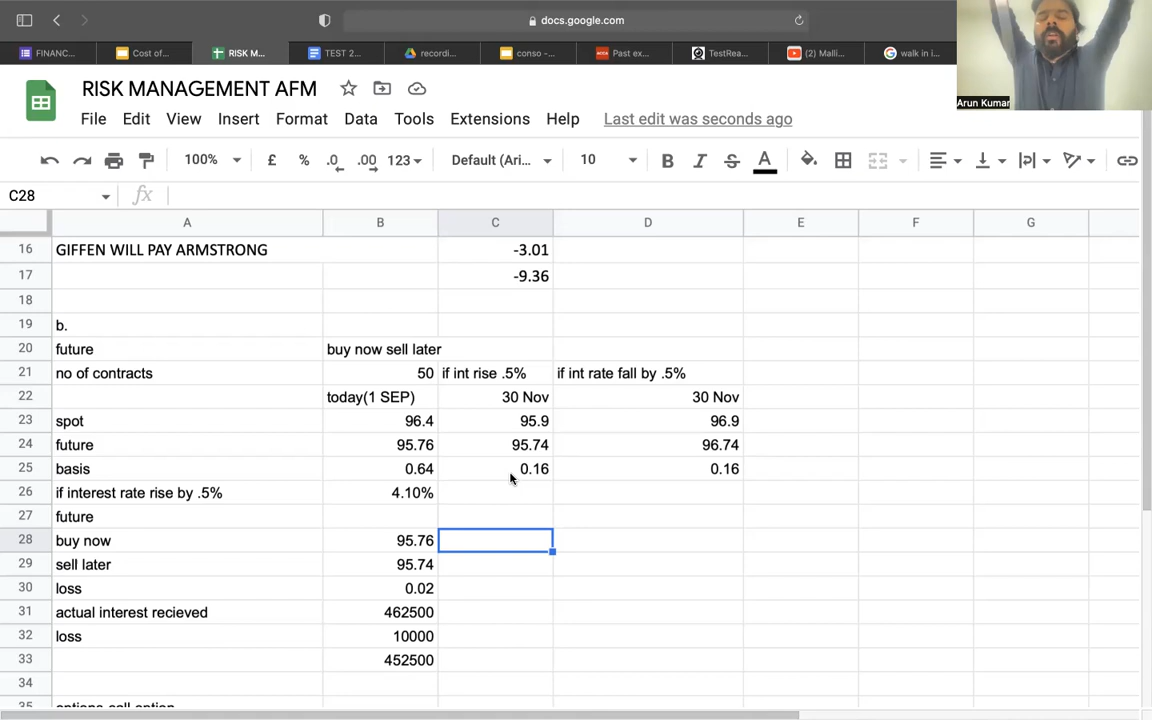 docs.google.com
FINANC... Cost of... RISK M... TEST 2... recordi... conso -... Past ex... TestRea... (2) Malli... walk in i...
Arun Kumar
RISK MANAGEMENT AFM
File Edit View Insert Format Data Tools Extensions Help Last edit was seconds ago
100% £ % .0 .00 123 Default (Ari... 10 B I S A
C28 fx
A B C D E F G
16 GIFFEN WILL PAY ARMSTRONG -3.01
17 -9.36
18
19 b.
20 future buy now sell later
21 no of contracts 50 if int rise .5% if int rate fall by .5%
22 today(1 SEP) 30 Nov 30 Nov
23 spot 96.4 95.9 96.9
24 future 95.76 95.74 96.74
25 basis 0.64 0.16 0.16
26 if interest rate rise by .5% 4.10%
27 future
28 buy now 95.76
29 sell later 95.74
30 loss 0.02
31 actual interest recieved 462500
32 loss 10000
33 452500
34